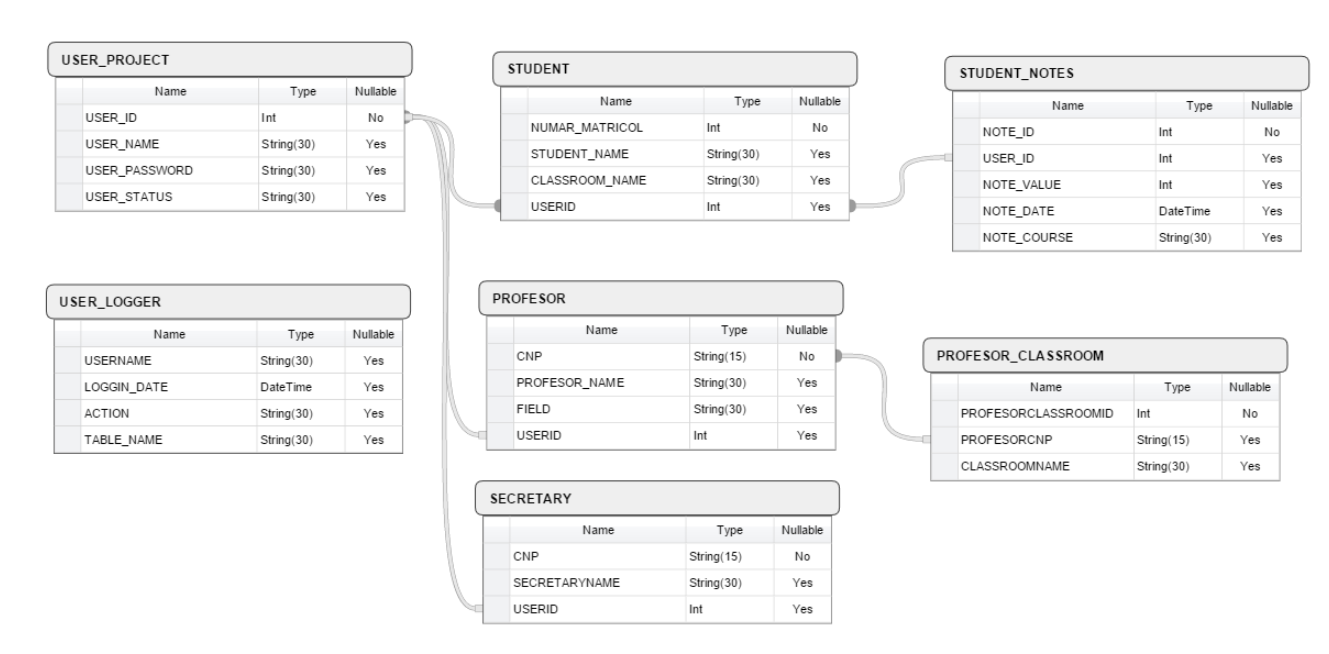 USER_PROJECT
Name Type Nullable
USER_ID Int No
USER_NAME String(30) Yes
USER_PASSWORD String(30) Yes
USER_STATUS String(30) Yes
STUDENT
Name Type Nullable
NUMAR_MATRICOL Int No
STUDENT_NAME String(30) Yes
CLASSROOM_NAME String(30) Yes
USERID Int Yes
STUDENT_NOTES
Name Type Nullable
NOTE_ID Int No
USER_ID Int Yes
NOTE_VALUE Int Yes
NOTE_DATE DateTime Yes
NOTE_COURSE String(30) Yes
USER_LOGGER
Name Type Nullable
USERNAME String(30) Yes
LOGGIN_DATE DateTime Yes
ACTION String(30) Yes
TABLE_NAME String(30) Yes
PROFESOR
Name Type Nullable
CNP String(15) No
PROFESOR_NAME String(30) Yes
FIELD String(30) Yes
USERID Int Yes
PROFESOR_CLASSROOM
Name Type Nullable
PROFESORCLASSROOMID Int No
PROFESORCNP String(15) Yes
CLASSROOMNAME String(30) Yes
SECRETARY
Name Type Nullable
CNP String(15) No
SECRETARYNAME String(30) Yes
USERID Int Yes